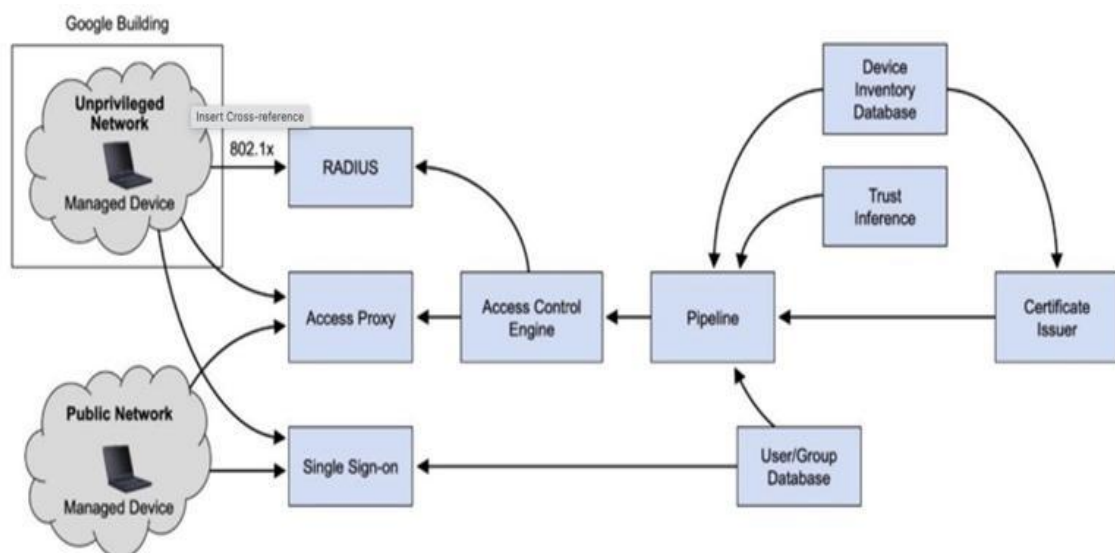 Google Building
Unprivileged
Network
Insert Cross-reference
Managed Device
802.1x
RADIUS
Access Proxy
Access Control
Engine
Pipeline
Device
Inventory
Database
Trust
Inference
Certificate
Issuer
Public Network
Managed Device
Single Sign-on
User/Group
Database